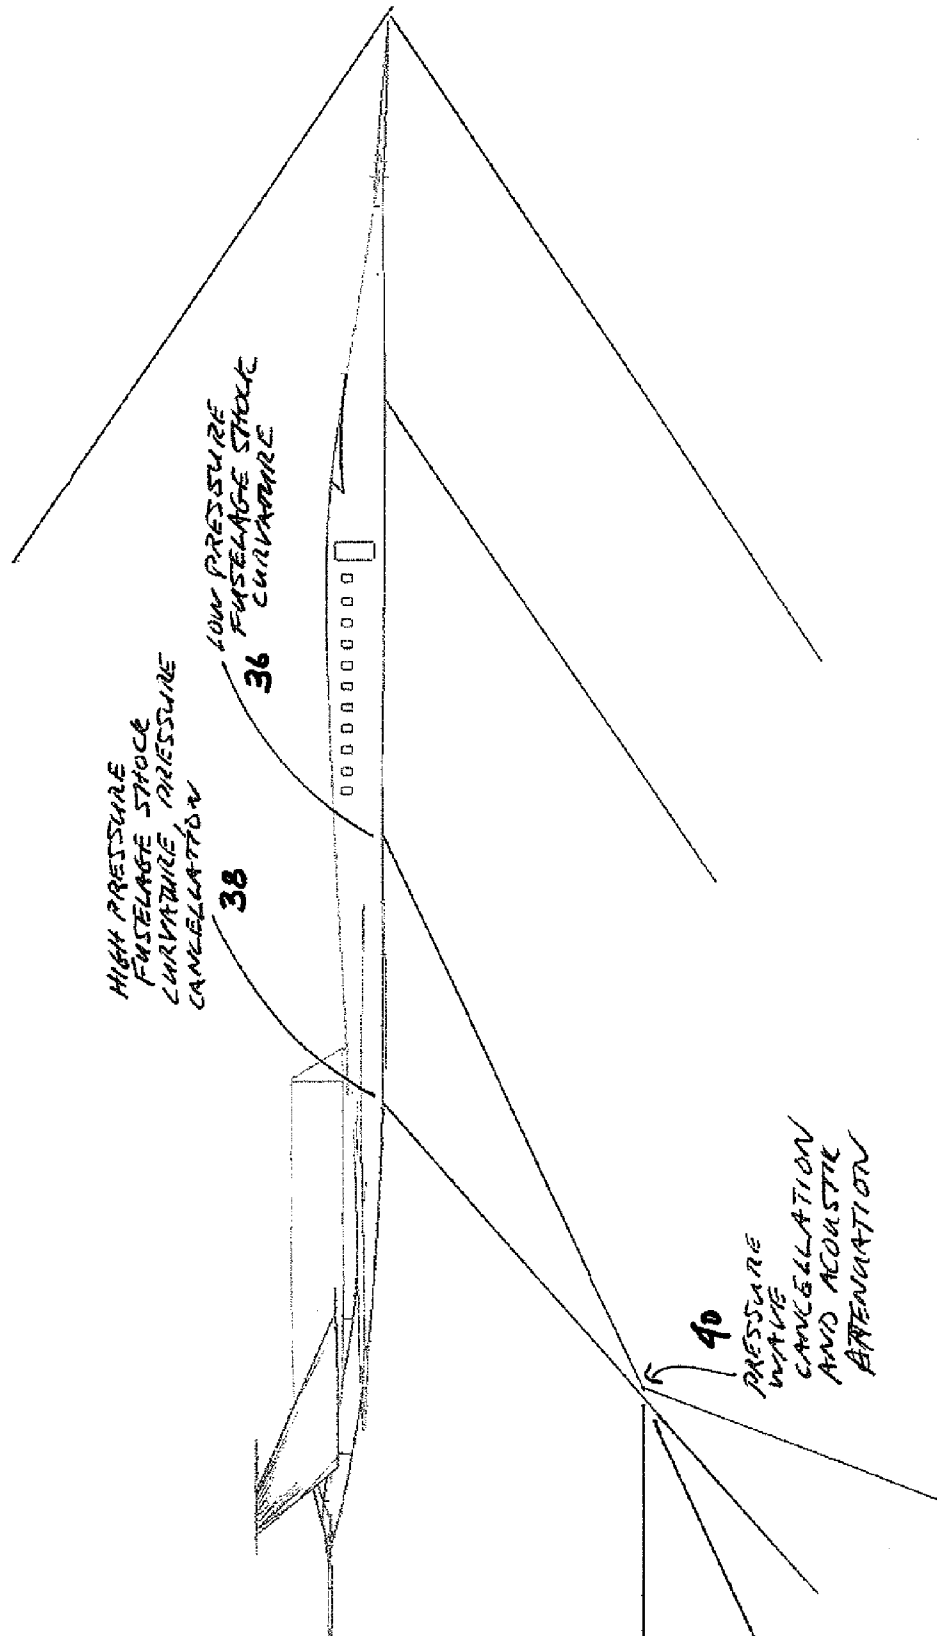 HIGH PRESSURE
FUSELAGE SHOCK
CURVATURE, PRESSURE
CANCELLATION
38
LOW PRESSURE
FUSELAGE SHOCK
CURVATURE
36
40
PRESSURE
WAVE
CANCELLATION
AND ACOUSTIC
ATTENUATION